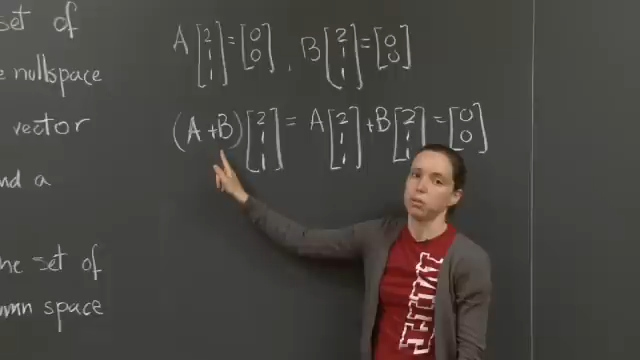 set of
nullspace
vector
nd a
he set of
mn space
A [2 1 1] = [0 0] , B [2 1 1] = [0 0]
(A + B) [2 1 1] = A [2 1 1] + B [2 1 1] = [0 0]